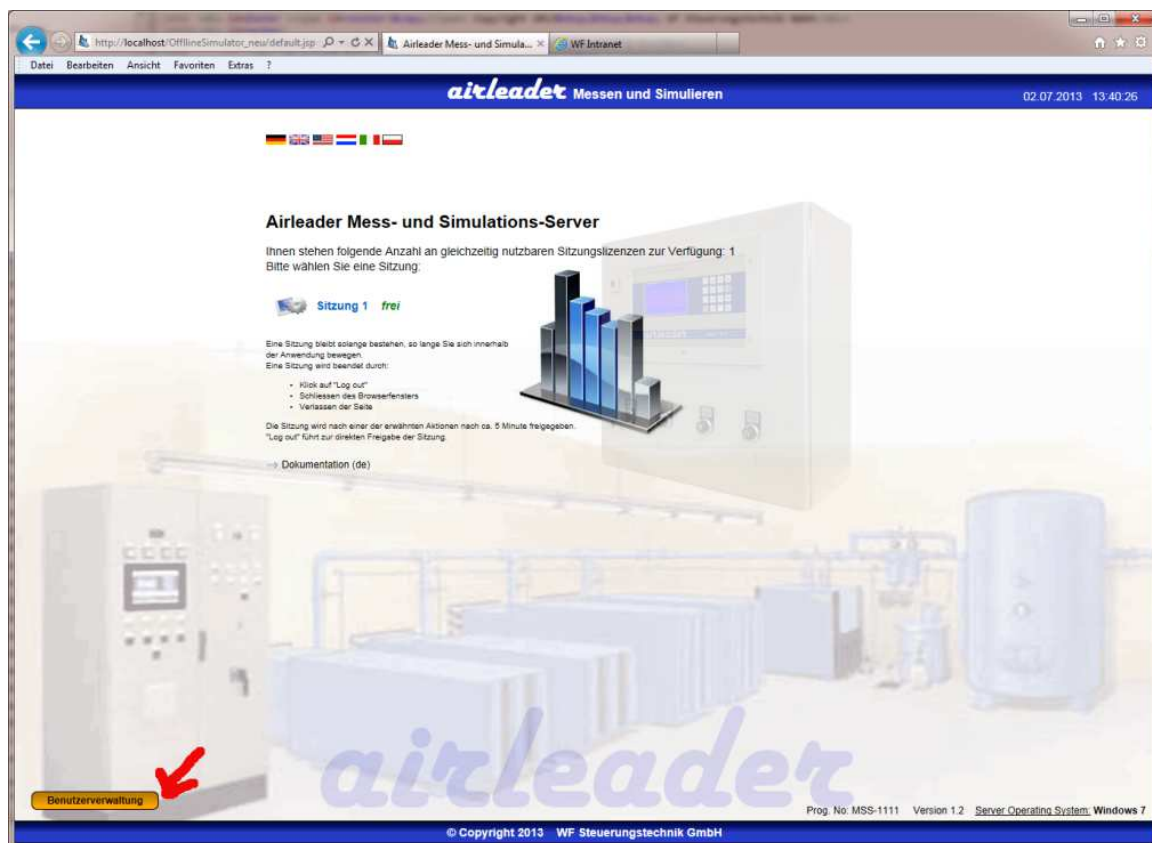 http://localhost/OfflineSimulator_new/default.jsp
Airleader Mess- und Simula...
WF Intranet
Datei Bearbeiten Ansicht Favoriten Extras ?
airleader Messen und Simulieren
02.07.2013 13:40:26
Airleader Mess- und Simulations-Server
Ihnen stehen folgende Anzahl an gleichzeitig nutzbaren Sitzungslizenzen zur Verfügung: 1
Bitte wählen Sie eine Sitzung:
Sitzung 1 frei
Eine Sitzung bleibt solange bestehen, so lange Sie sich innerhalb
der Anwendung bewegen.
Eine Sitzung wird beendet durch:
• Klick auf "Log out"
• Schliessen des Browserfensters
• Verlassen der Seite
Die Sitzung wird nach einer der erwähnten Aktionen nach ca. 5 Minute freigegeben.
"Log out" führt zur direkten Freigabe der Sitzung.
→ Dokumentation (de)
airleader
Benutzerverwaltung
Prog. No: MSS-1111 Version 1.2 Server Operating System: Windows 7
© Copyright 2013 WF Steuerungstechnik GmbH